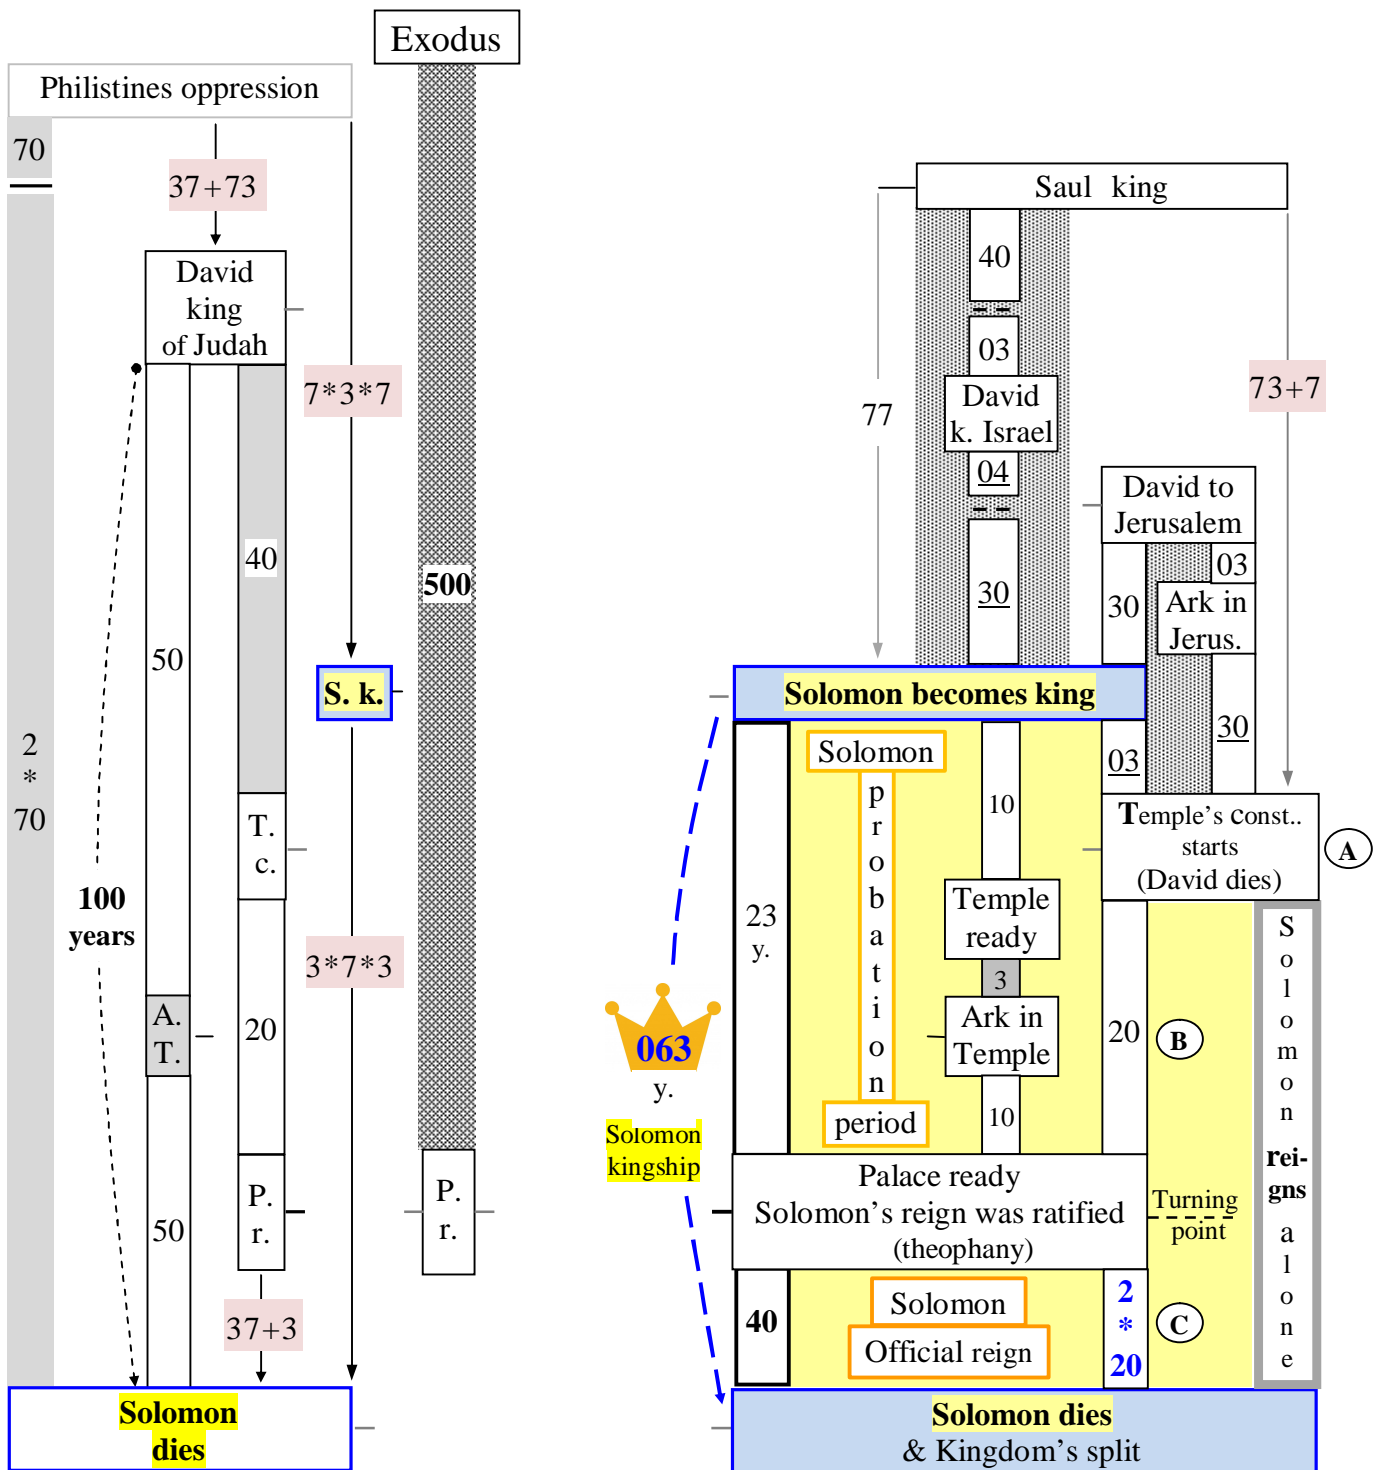 Exodus
Philistines oppression
70
37+73
David
king
of Judah
7*3*7
40
50
500
S. k.
2
*
70
T.
c.
100
years
3*7*3
A.
T.
20
P.
r.
P.
r.
50
37+3
Solomon
dies
Saul king
40
03
David
k. Israel
04
77
73+7
David to
Jerusalem
03
30
Ark in
Jerus.
30
30
Solomon becomes king
Solomon
probation
period
10
03
Temple's const..
starts
(David dies)
A
23
y.
Temple
ready
3
Ark in
Temple
20
B
10
063
y.
Solomon
kingship
Solomon
rei-
gns
alone
Palace ready
Solomon's reign was ratified
(theophany)
Turning
point
40
Solomon
Official reign
2
*
20
C
Solomon dies
& Kingdom's split